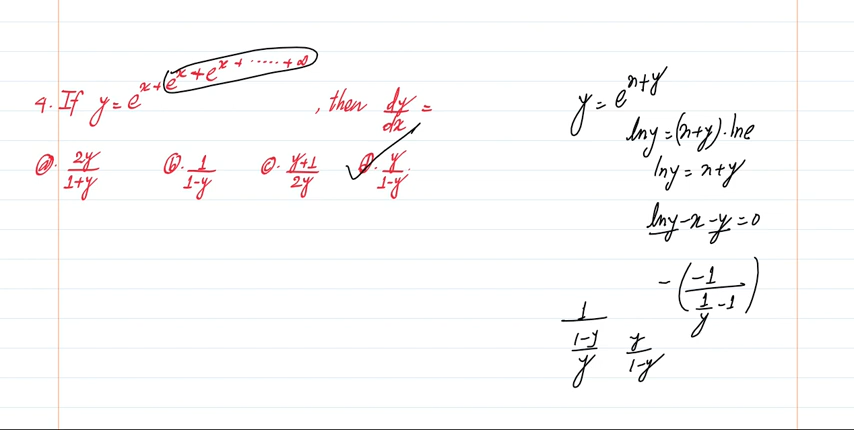 4. If y = e^{x + e^{x + e^{x + ..... + ∞}}}, then dy/dx =
(a). 2y/(1+y) (b). 1/(1-y) (c). (y+1)/2y (d). y/(1-y).
y = e^{x+y}
ln y = (x+y) . ln e
ln y = x+y
ln y - x - y = 0
- ( -1 / (1/y - 1) )
1 / ((1-y)/y) y/(1-y)